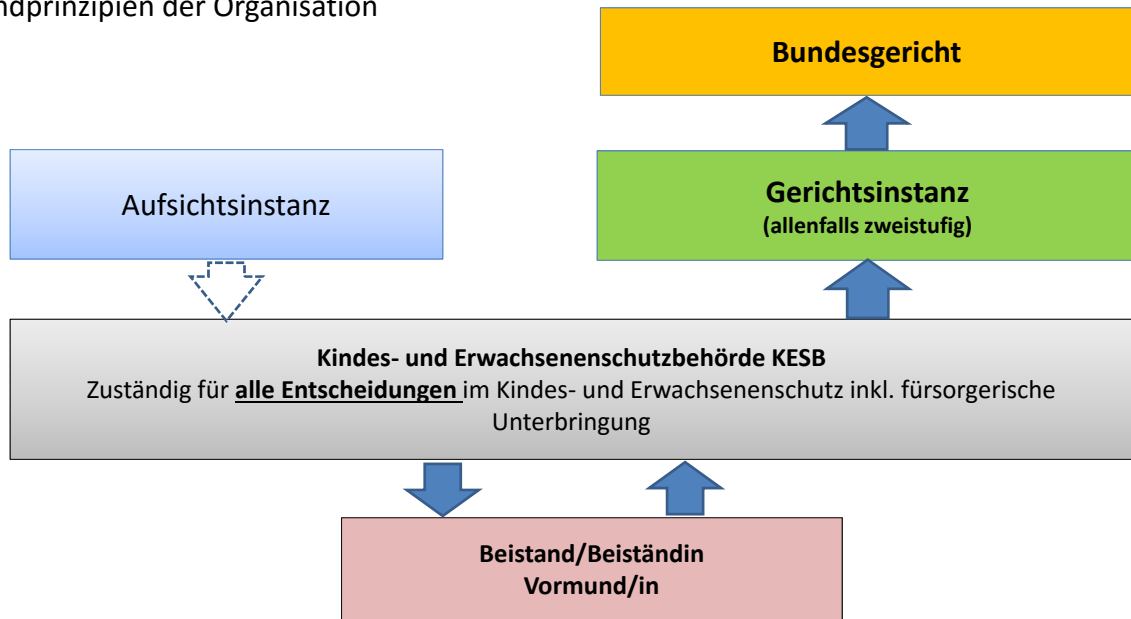 ndprinzipien der Organisation
Bundesgericht
Aufsichtsinstanz
Gerichtsinstanz
(allenfalls zweistufig)
Kindes- und Erwachsenenschutzbehörde KESB
Zuständig für alle Entscheidungen im Kindes- und Erwachsenenschutz inkl. fürsorgerische
Unterbringung
Beistand/Beiständin
Vormund/in